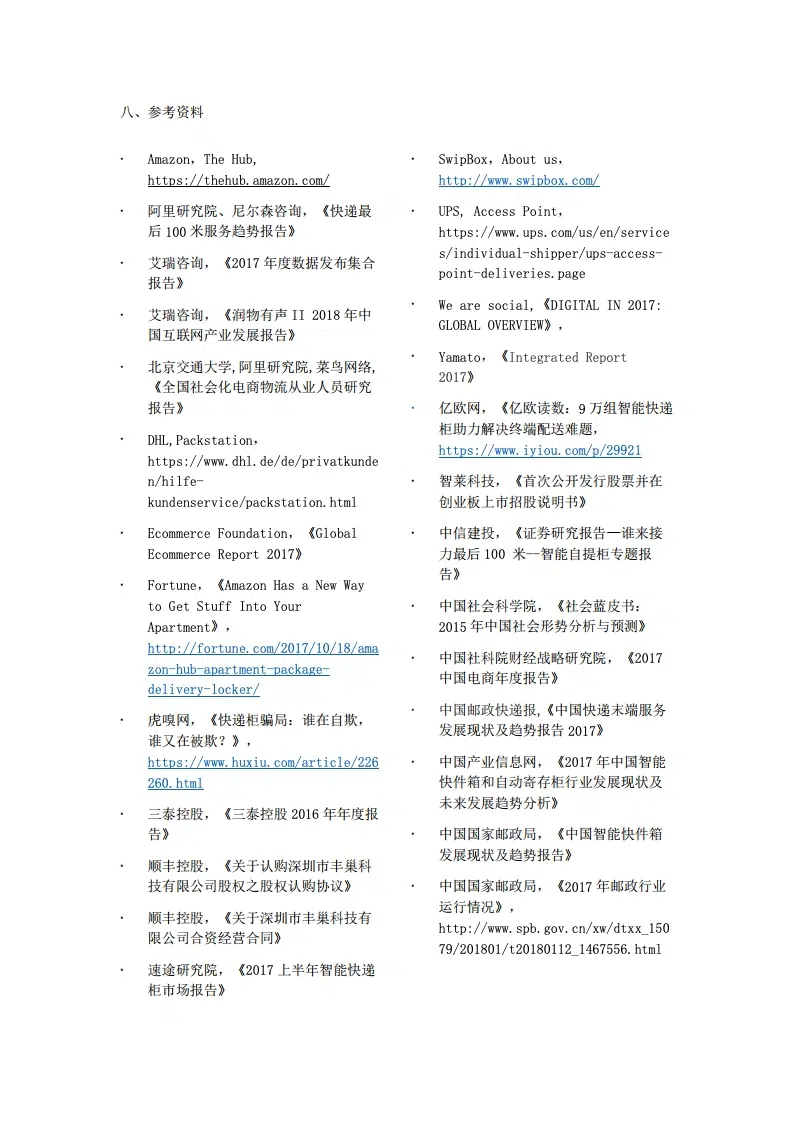 八、参考资料
· Amazon, The Hub,
https://thehub.amazon.com/
· 阿里研究院、尼尔森咨询，《快递最
后 100 米服务趋势报告》
· 艾瑞咨询，《2017 年度数据发布集合
报告》
· 艾瑞咨询，《润物有声 II 2018 年中
国互联网产业发展报告》
· 北京交通大学,阿里研究院,菜鸟网络,
《全国社会化电商物流从业人员研究
报告》
· DHL,Packstation，
https://www.dhl.de/de/privatkunde
n/hilfe-
kundenservice/packstation.html
· Ecommerce Foundation，《Global
Ecommerce Report 2017》
· Fortune，《Amazon Has a New Way
to Get Stuff Into Your
Apartment》，
http://fortune.com/2017/10/18/ama
zon-hub-apartment-package-
delivery-locker/
· 虎嗅网，《快递柜骗局：谁在自欺，
谁又在被欺？》，
https://www.huxiu.com/article/226
260.html
· 三泰控股，《三泰控股 2016 年年度报
告》
· 顺丰控股，《关于认购深圳市丰巢科
技有限公司股权之股权认购协议》
· 顺丰控股，《关于深圳市丰巢科技有
限公司合资经营合同》
· 速途研究院，《2017 上半年智能快递
柜市场报告》
· SwipBox，About us，
http://www.swipbox.com/
· UPS, Access Point，
https://www.ups.com/us/en/service
s/individual-shipper/ups-access-
point-deliveries.page
· We are social,《DIGITAL IN 2017:
GLOBAL OVERVIEW》，
· Yamato，《Integrated Report
2017》
· 亿欧网，《亿欧读数：9 万组智能快递
柜助力解决终端配送难题，
https://www.iyiou.com/p/29921
· 智莱科技，《首次公开发行股票并在
创业板上市招股说明书》
· 中信建投，《证券研究报告—谁来接
力最后 100 米--智能自提柜专题报
告》
· 中国社会科学院，《社会蓝皮书：
2015 年中国社会形势分析与预测》
· 中国社科院财经战略研究院，《2017
中国电商年度报告》
· 中国邮政快递报,《中国快递末端服务
发展现状及趋势报告 2017》
· 中国产业信息网，《2017 年中国智能
快件箱和自动寄存柜行业发展现状及
未来发展趋势分析》
· 中国国家邮政局，《中国智能快件箱
发展现状及趋势报告》
· 中国国家邮政局，《2017 年邮政行业
运行情况》，
http://www.spb.gov.cn/xw/dtxx_150
79/201801/t20180112_1467556.html